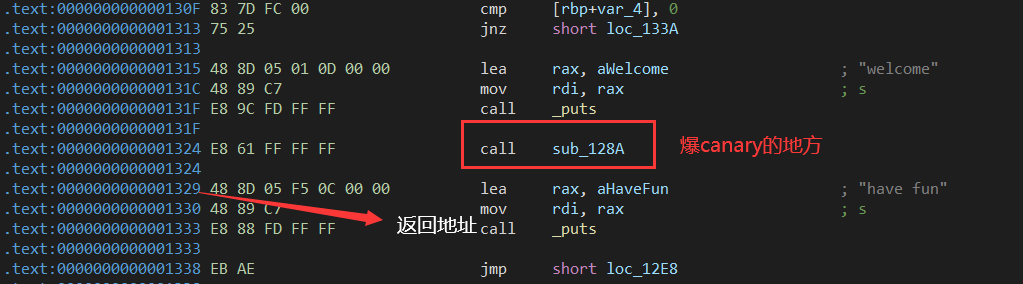 .text:000000000000130F 83 7D FC 00 cmp [rbp+var_4], 0
.text:0000000000001313 75 25 jnz short loc_133A
.text:0000000000001313
.text:0000000000001315 48 8D 05 01 0D 00 00 lea rax, aWelcome ; "welcome"
.text:000000000000131C 48 89 C7 mov rdi, rax ; s
.text:000000000000131F E8 9C FD FF FF call _puts
.text:000000000000131F
.text:0000000000001324 E8 61 FF FF FF call sub_128A 爆canary的地方
.text:0000000000001324
.text:0000000000001329 48 8D 05 F5 0C 00 00 lea rax, aHaveFun ; "have fun"
.text:0000000000001330 48 89 C7 mov rdi, rax ; s
返回地址
.text:0000000000001333 E8 88 FD FF FF call _puts
.text:0000000000001333
.text:0000000000001338 EB AE jmp short loc_12E8